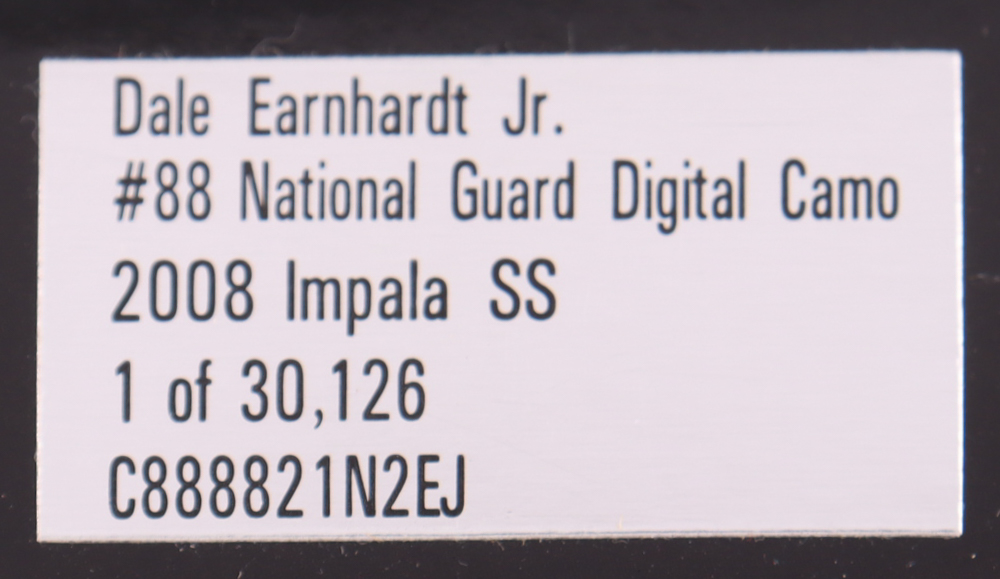 Dale Earnhardt Jr.
#88 National Guard Digital Camo
2008 Impala SS
1 of 30,126
C888821N2EJ